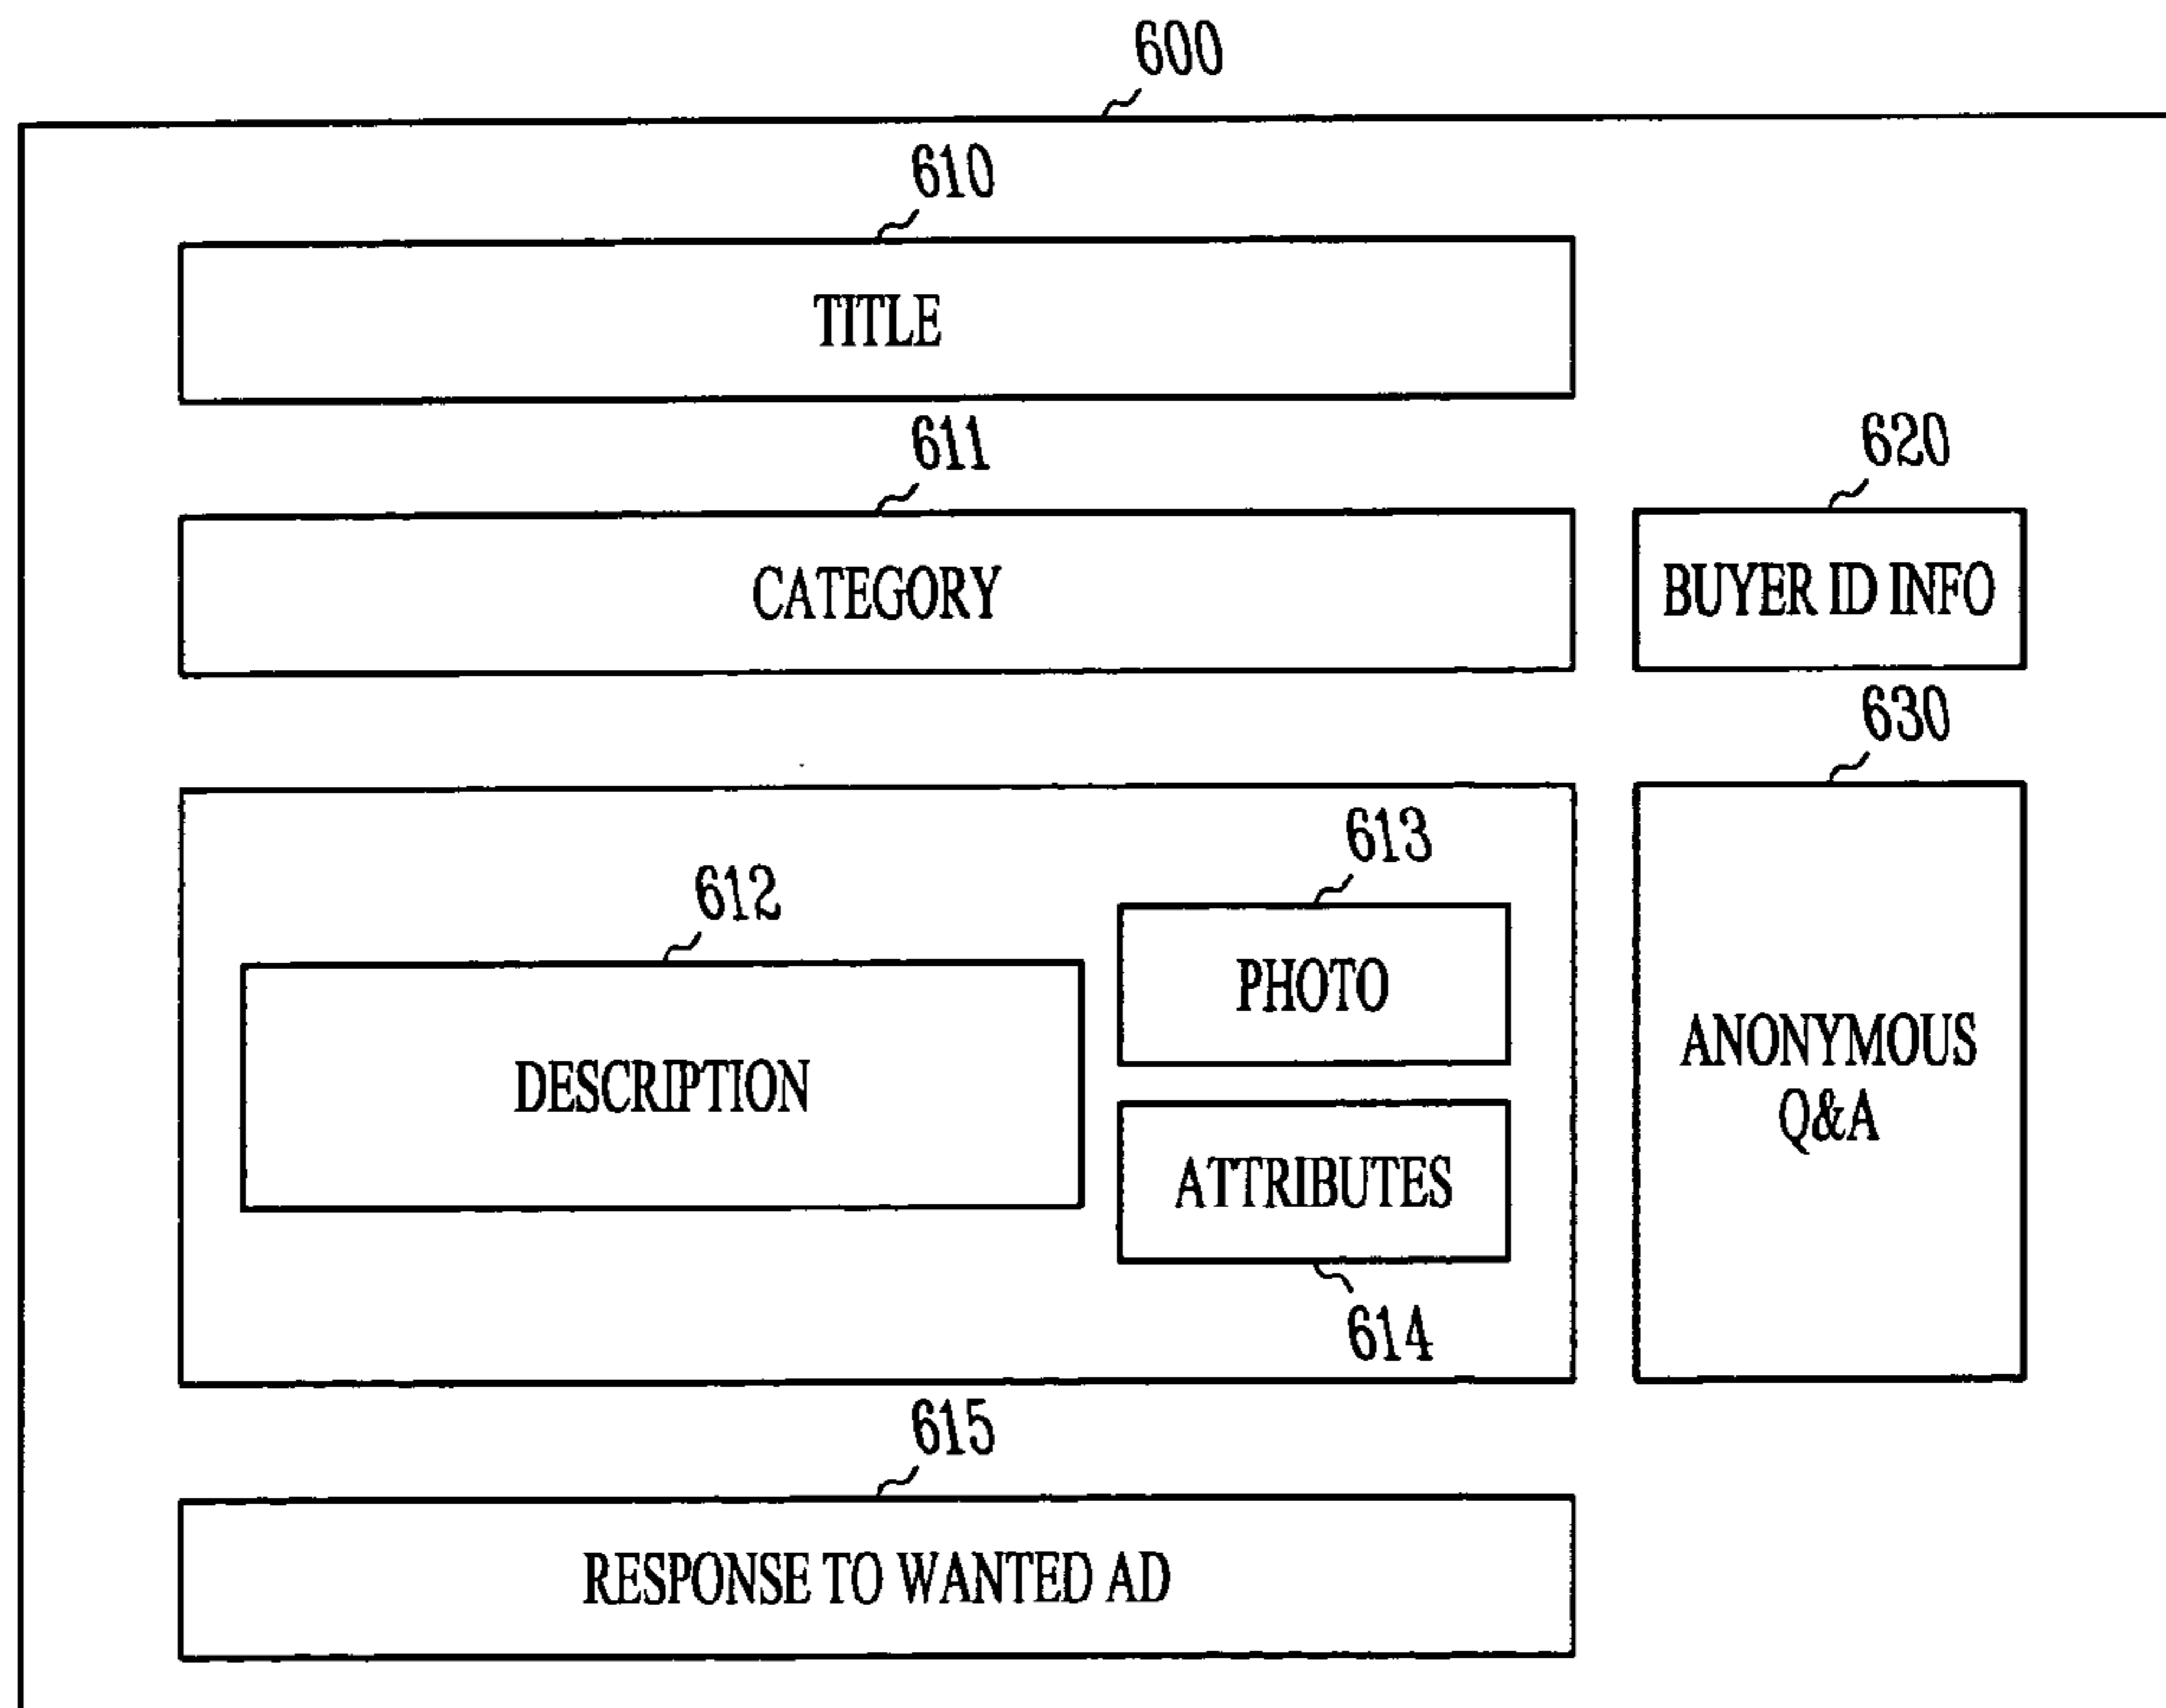 600
610
TITLE
611
CATEGORY
620
BUYER ID INFO
630
613
612
PHOTO
DESCRIPTION
ANONYMOUS
Q&A
ATTRIBUTES
614
615
RESPONSE TO WANTED AD